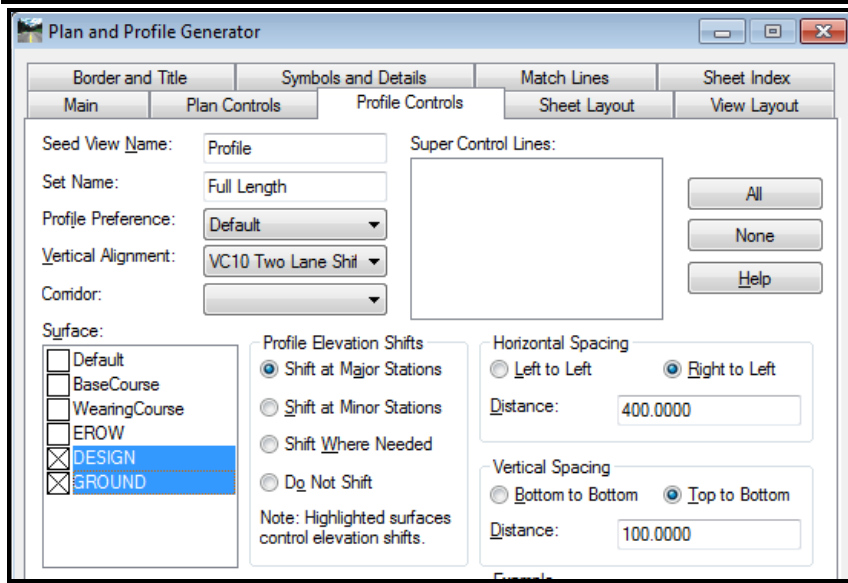 Plan and Profile Generator
Border and Title
Symbols and Details
Match Lines
Sheet Index
Main
Plan Controls
Profile Controls
Sheet Layout
View Layout
Seed View Name:
Profile
Super Control Lines:
Set Name:
Full Length
All
Profile Preference:
Default
None
Vertical Alignment:
VC10 Two Lane Shif
Help
Corridor:
Surface:
Default
BaseCourse
WearingCourse
EROW
DESIGN
GROUND
Profile Elevation Shifts
Shift at Major Stations
Shift at Minor Stations
Shift Where Needed
Do Not Shift
Note: Highlighted surfaces
control elevation shifts.
Horizontal Spacing
Left to Left
Right to Left
Distance:
400.0000
Vertical Spacing
Bottom to Bottom
Top to Bottom
Distance:
100.0000